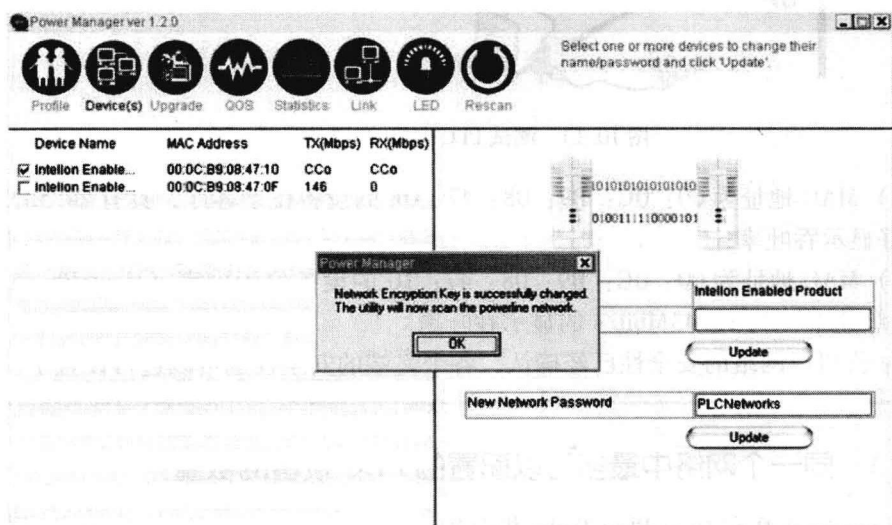 Power Manager ver 1.2.0
Select one or more devices to change their
name/password and click 'Update'.
Profile Device(s) Upgrade QOS Statistics Link LED Rescan
Device Name MAC Address TX(Mbps) RX(Mbps)
Intellon Enable... 00:0C:B9:08:47:10 CCo CCo
Intellon Enable... 00:0C:B9:08:47:0F 146 0
1010101010101010
010011110000101
Power Manager
Network Encryption Key is successfully changed.
The utility will now scan the powerline network.
OK
Intellon Enabled Product
Update
New Network Password PLCNetworks
Update